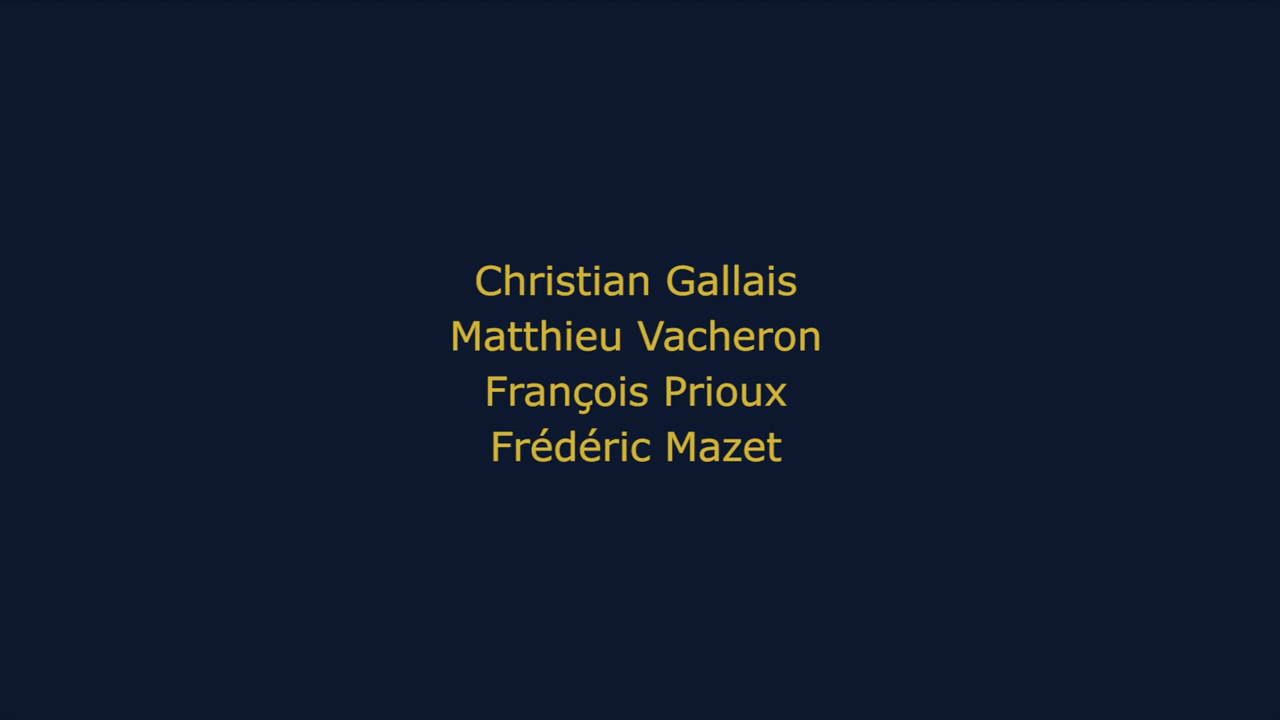 Christian Gallais
Matthieu Vacheron
François Prioux
Frédéric Mazet